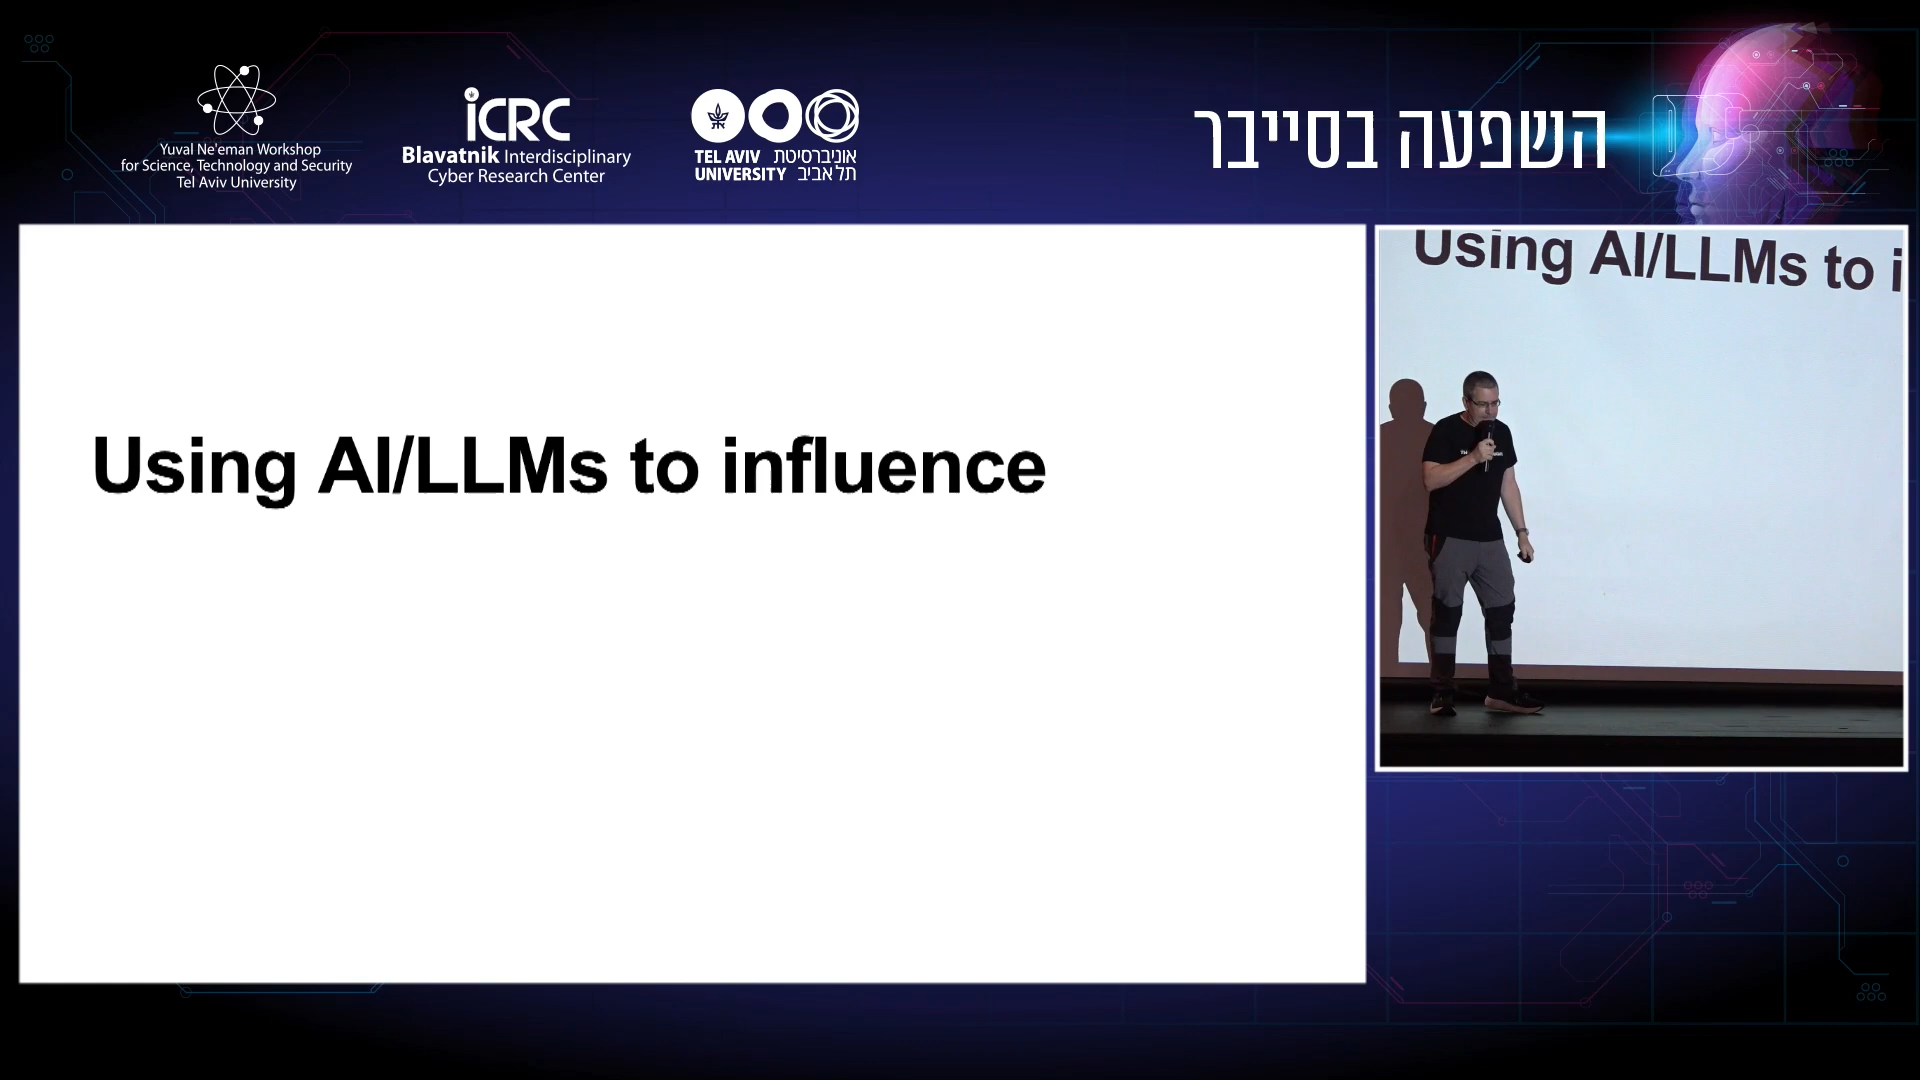 Yuval Ne'eman Workshop
for Science, Technology and Security
Tel Aviv University
iCRC
Blavatnik Interdisciplinary
Cyber Research Center
TEL AVIV אוניברסיטת
UNIVERSITY תל אביב
השפעה בסייבר
Using AI/LLMs to influence
Using AI/LLMs to i